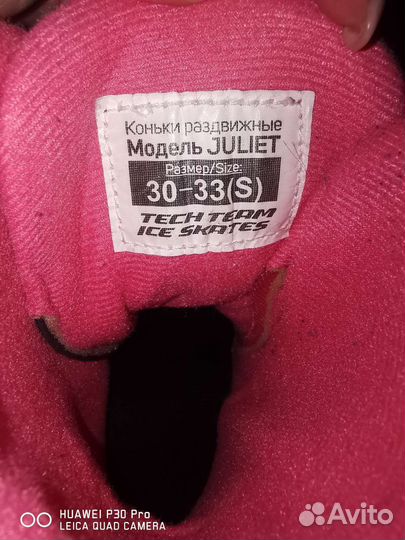 Коньки раздвижные
Модель JULIET
Размер/Size:
30-33(S)
TECH TEAM
ICE SKATES
HUAWEI P30 Pro
LEICA QUAD CAMERA
Avito